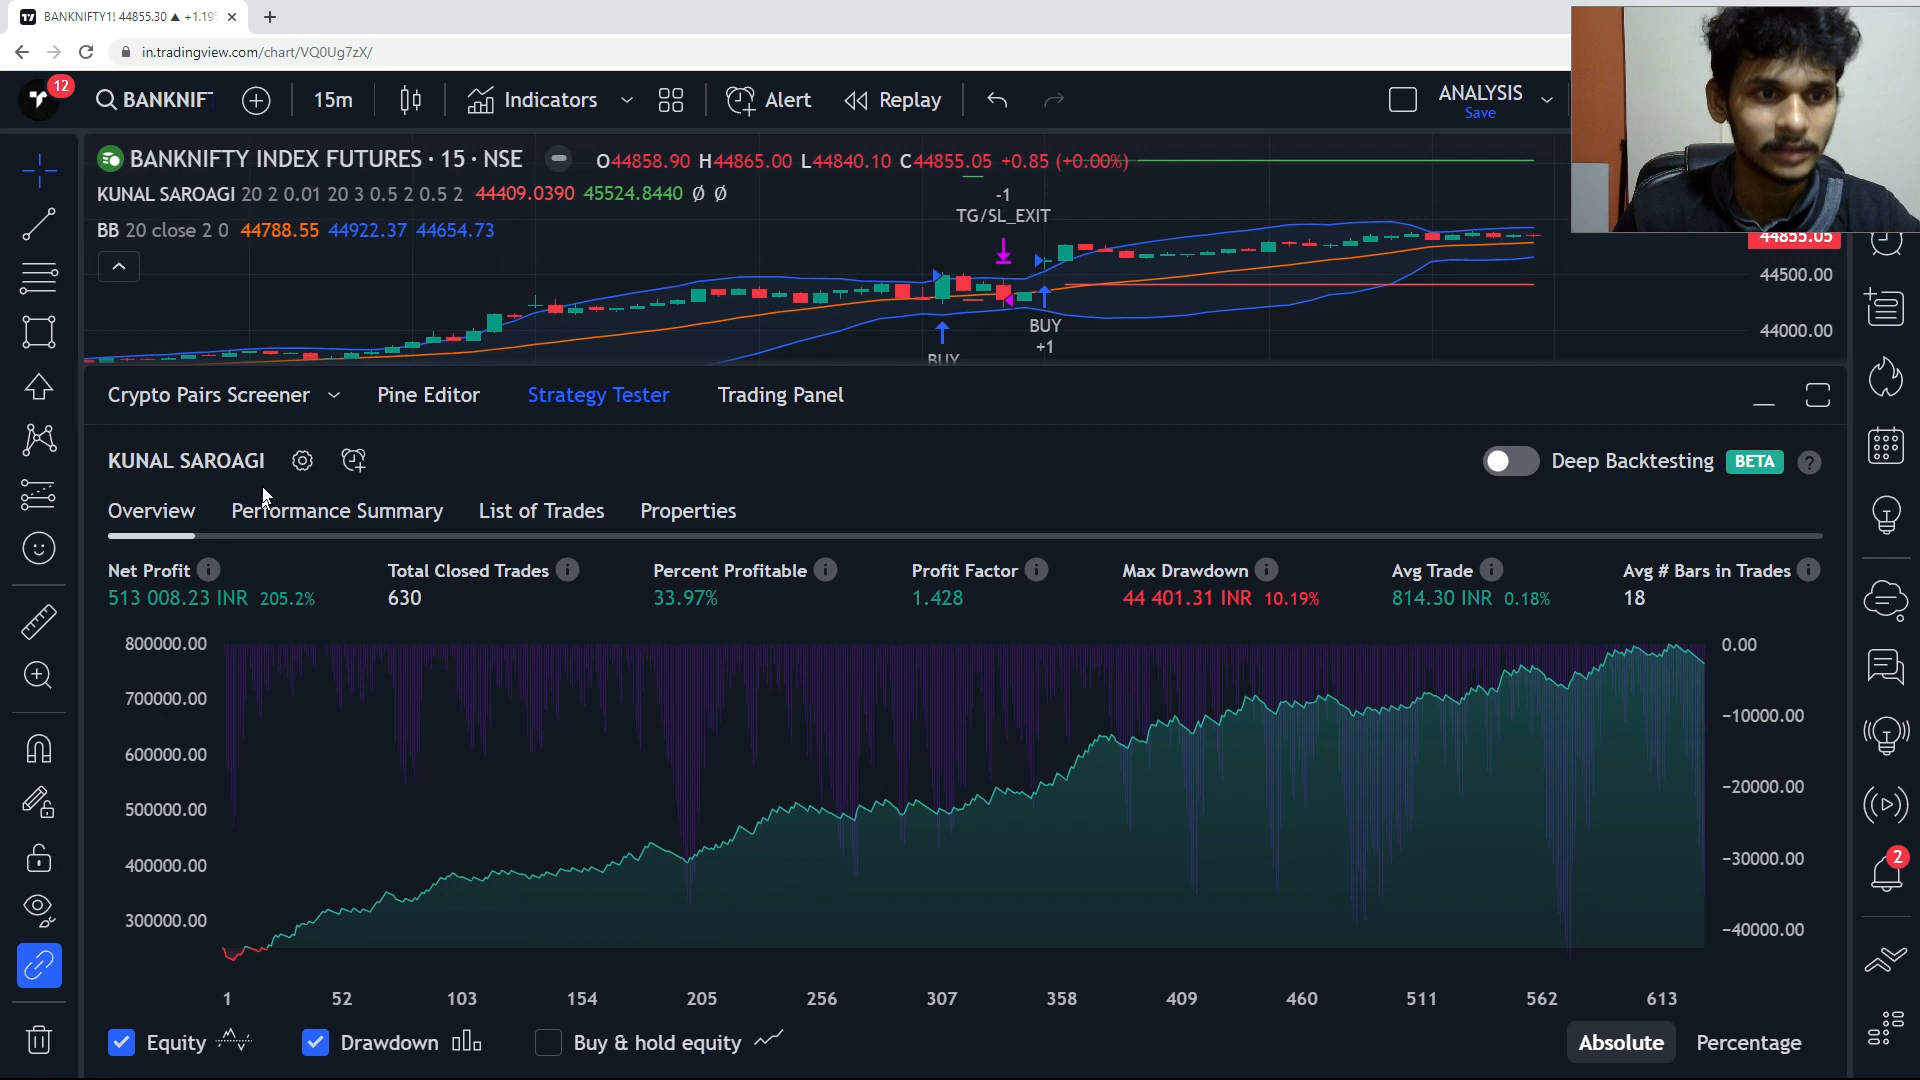 BANKNIFTY1! 44855.30 ▲ +1.19
in.tradingview.com/chart/VQ0Ug7zX/
12
BANKNIF
15m
Indicators
Alert
Replay
ANALYSIS
Save
BANKNIFTY INDEX FUTURES · 15 · NSE
O44858.90 H44865.00 L44840.10 C44855.05 +0.85 (+0.00%)
KUNAL SAROAGI 20 2 0.01 20 3 0.5 2 0.5 2 44409.0390 45524.8440 Ø Ø
BB 20 close 2 0 44788.55 44922.37 44654.73
-1
TG/SL_EXIT
BUY
+1
BUY
44855.05
44500.00
44000.00
Crypto Pairs Screener
Pine Editor
Strategy Tester
Trading Panel
KUNAL SAROAGI
Deep Backtesting BETA ?
Overview
Performance Summary
List of Trades
Properties
Net Profit
513 008.23 INR 205.2%
Total Closed Trades
630
Percent Profitable
33.97%
Profit Factor
1.428
Max Drawdown
44 401.31 INR 10.19%
Avg Trade
814.30 INR 0.18%
Avg # Bars in Trades
18
800000.00
700000.00
600000.00
500000.00
400000.00
300000.00
0.00
−10000.00
−20000.00
−30000.00
−40000.00
2
1 52 103 154 205 256 307 358 409 460 511 562 613
Equity
Drawdown
Buy & hold equity
Absolute
Percentage